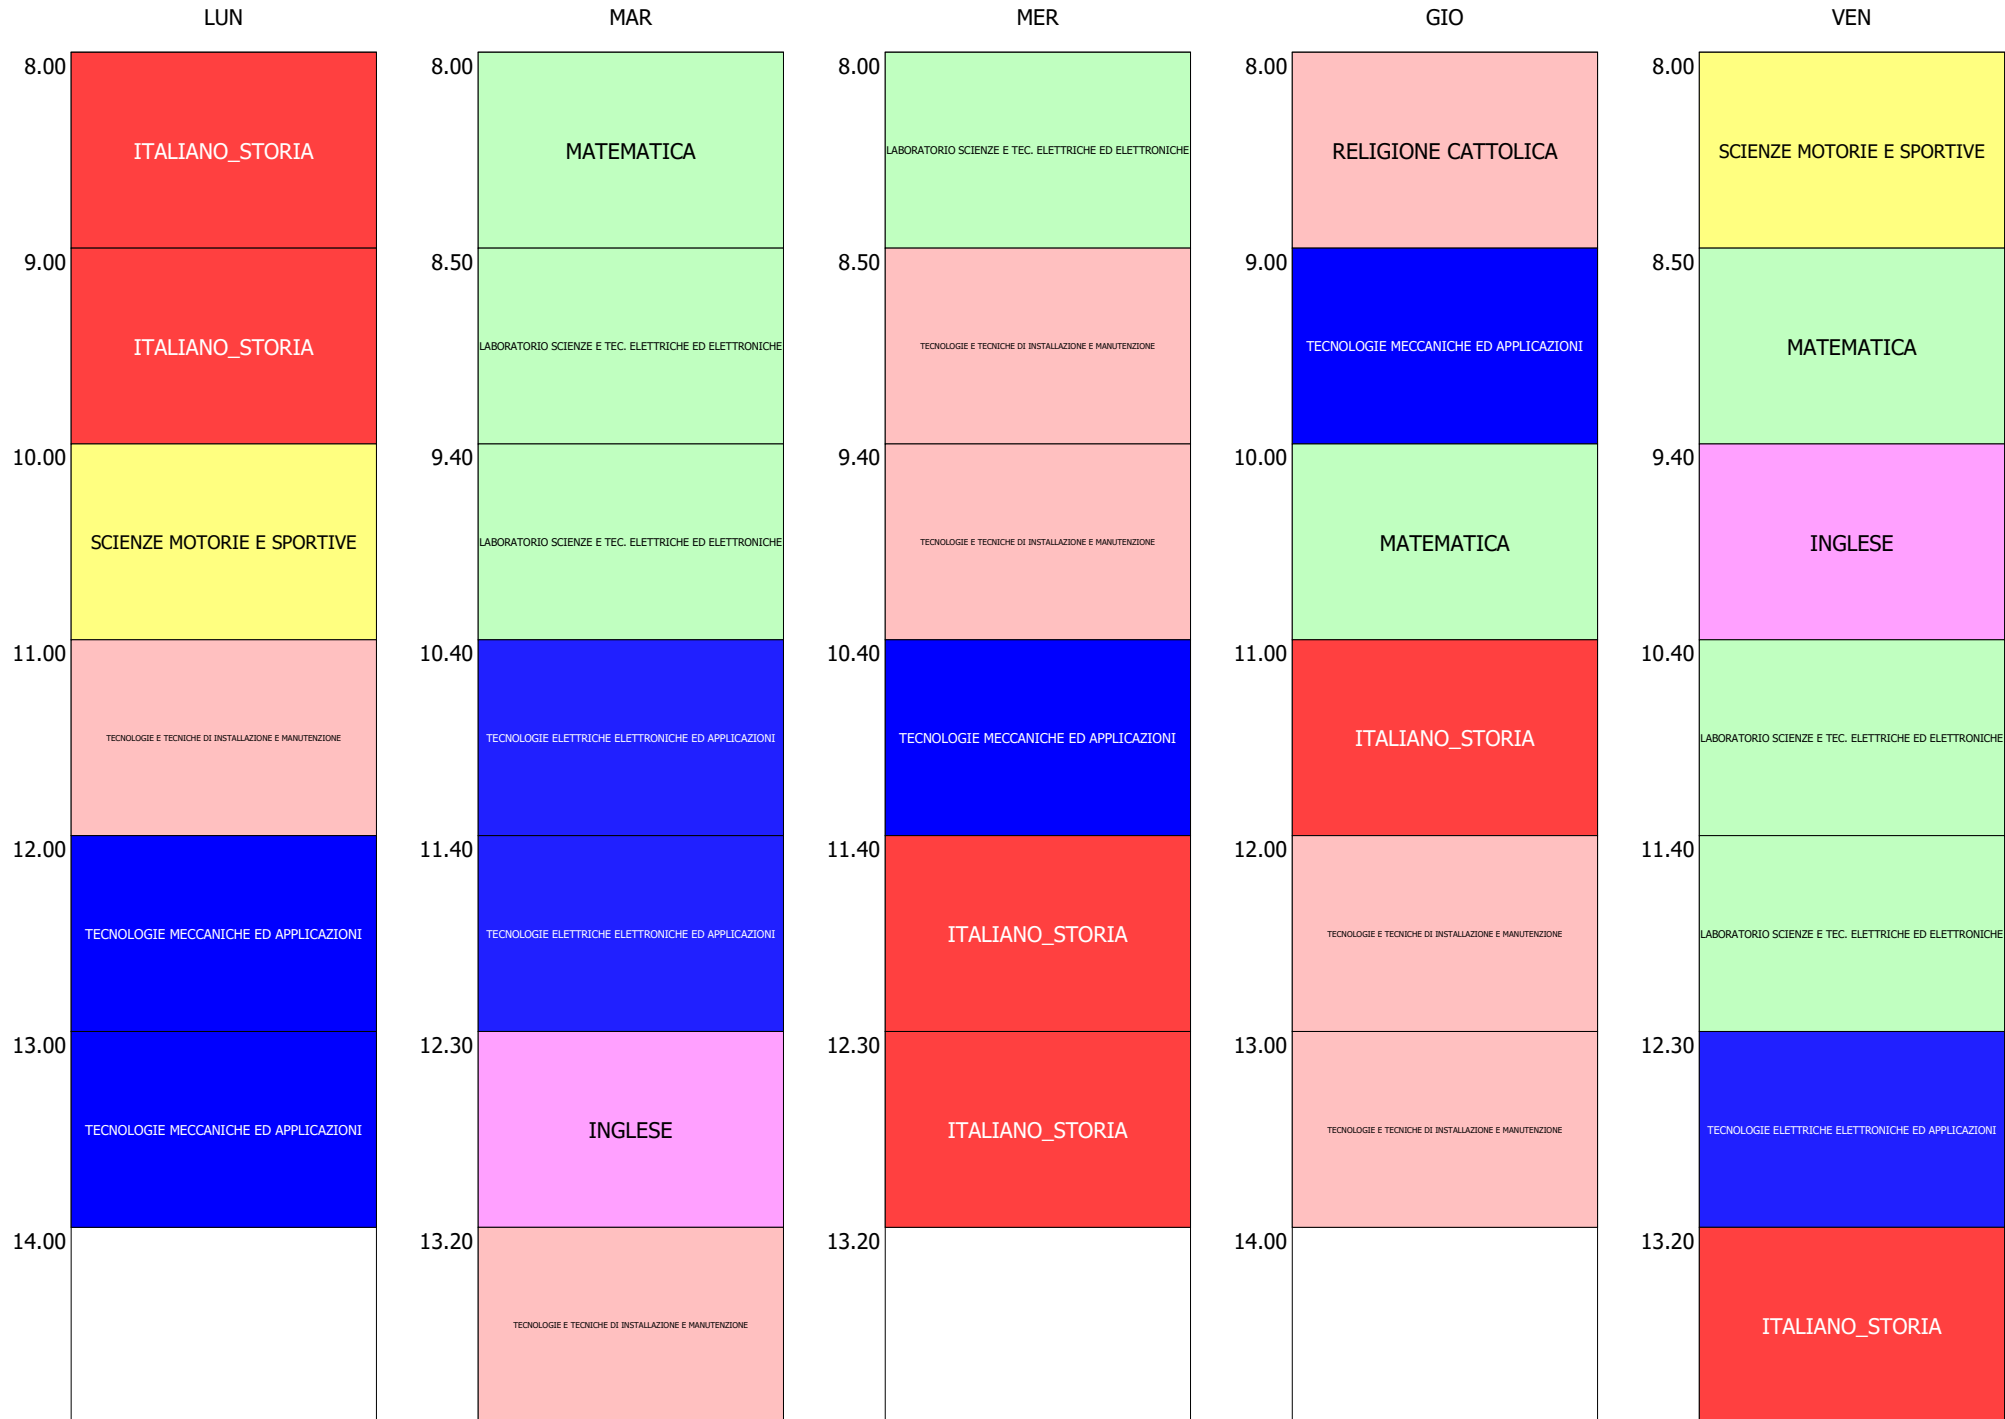 LUN MAR MER GIO VEN
8.00 ITALIANO_STORIA 8.00 MATEMATICA 8.00 LABORATORIO SCIENZE E TEC. ELETTRICHE ED ELETTRONICHE 8.00 RELIGIONE CATTOLICA 8.00 SCIENZE MOTORIE E SPORTIVE
9.00 ITALIANO_STORIA 8.50 LABORATORIO SCIENZE E TEC. ELETTRICHE ED ELETTRONICHE 8.50 TECNOLOGIE E TECNICHE DI INSTALLAZIONE E MANUTENZIONE 9.00 TECNOLOGIE MECCANICHE ED APPLICAZIONI 8.50 MATEMATICA
10.00 SCIENZE MOTORIE E SPORTIVE 9.40 LABORATORIO SCIENZE E TEC. ELETTRICHE ED ELETTRONICHE 9.40 TECNOLOGIE E TECNICHE DI INSTALLAZIONE E MANUTENZIONE 10.00 MATEMATICA 9.40 INGLESE
11.00 TECNOLOGIE E TECNICHE DI INSTALLAZIONE E MANUTENZIONE 10.40 TECNOLOGIE ELETTRICHE ELETTRONICHE ED APPLICAZIONI 10.40 TECNOLOGIE MECCANICHE ED APPLICAZIONI 11.00 ITALIANO_STORIA 10.40 LABORATORIO SCIENZE E TEC. ELETTRICHE ED ELETTRONICHE
12.00 TECNOLOGIE MECCANICHE ED APPLICAZIONI 11.40 TECNOLOGIE ELETTRICHE ELETTRONICHE ED APPLICAZIONI 11.40 ITALIANO_STORIA 12.00 TECNOLOGIE E TECNICHE DI INSTALLAZIONE E MANUTENZIONE 11.40 LABORATORIO SCIENZE E TEC. ELETTRICHE ED ELETTRONICHE
13.00 TECNOLOGIE MECCANICHE ED APPLICAZIONI 12.30 INGLESE 12.30 ITALIANO_STORIA 13.00 TECNOLOGIE E TECNICHE DI INSTALLAZIONE E MANUTENZIONE 12.30 TECNOLOGIE ELETTRICHE ELETTRONICHE ED APPLICAZIONI
14.00 13.20 TECNOLOGIE E TECNICHE DI INSTALLAZIONE E MANUTENZIONE 13.20 14.00 13.20 ITALIANO_STORIA